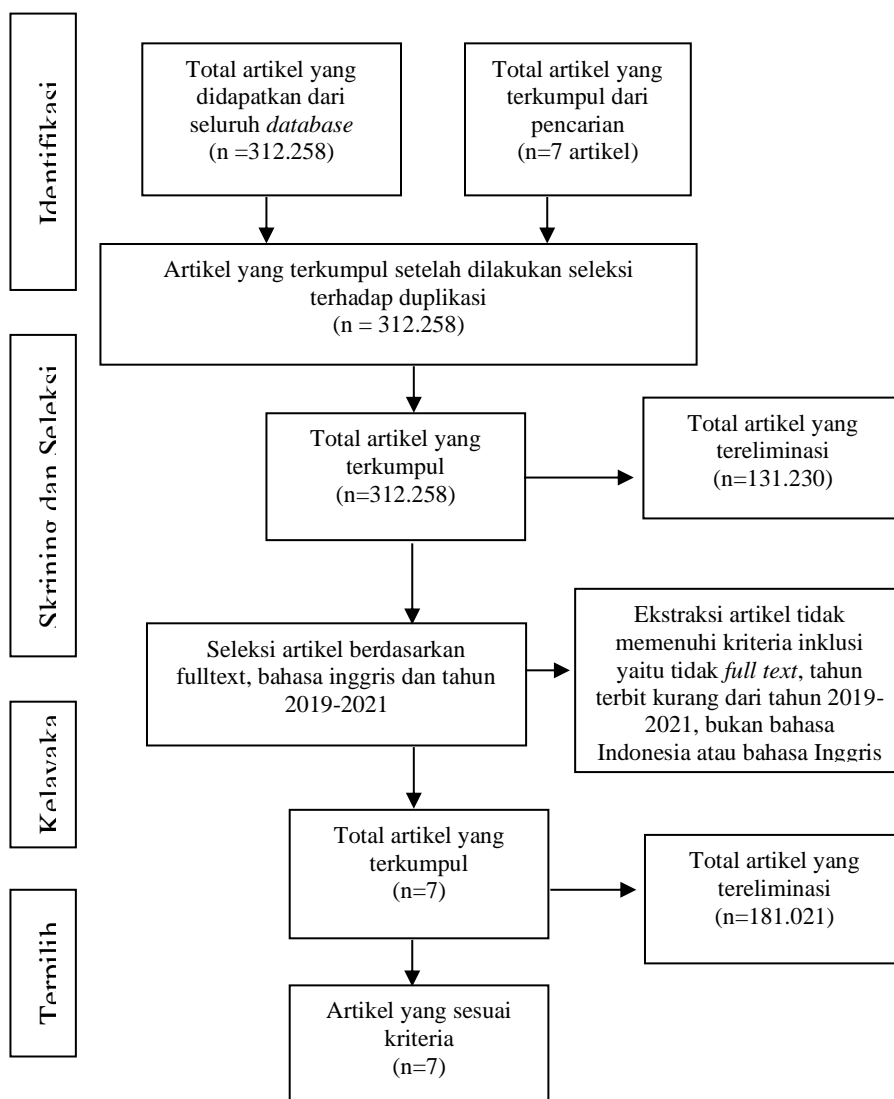 Identifikasi
Total artikel yang
didapatkan dari
seluruh database
(n =312.258)
Total artikel yang
terkumpul dari
pencarian
(n=7 artikel)
Artikel yang terkumpul setelah dilakukan seleksi
terhadap duplikasi
(n = 312.258)
Skrining dan Seleksi
Total artikel yang
terkumpul
(n=312.258)
Total artikel yang
tereliminasi
(n=131.230)
Seleksi artikel berdasarkan
fulltext, bahasa inggris dan tahun
2019-2021
Ekstraksi artikel tidak
memenuhi kriteria inklusi
yaitu tidak full text, tahun
terbit kurang dari tahun 2019-
2021, bukan bahasa
Indonesia atau bahasa Inggris
Kelayaka
Total artikel yang
terkumpul
(n=7)
Total artikel yang
tereliminasi
(n=181.021)
Terpilih
Artikel yang sesuai
kriteria
(n=7)